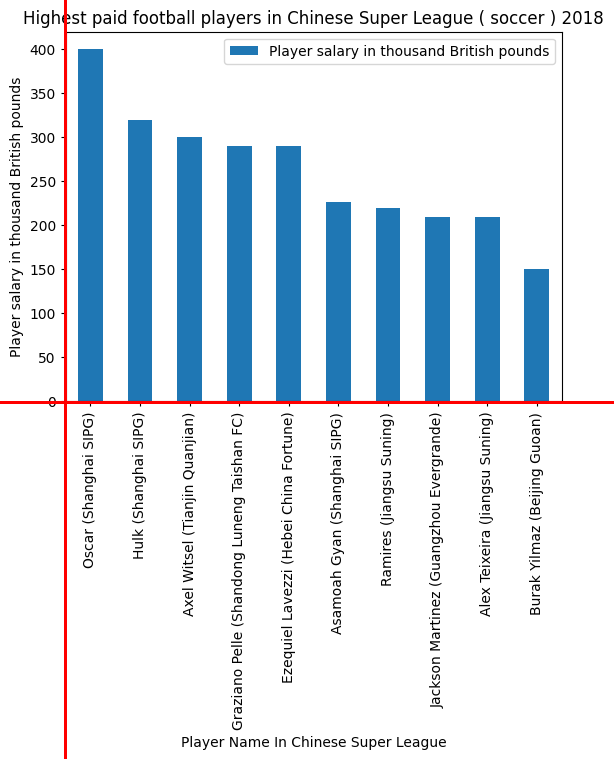 Highest paid football players in Chinese Super League ( soccer ) 2018
Player salary in thousand British pounds
Player salary in thousand British pounds
400
350
300
250
200
150
100
50
0
Oscar (Shanghai SIPG)
Hulk (Shanghai SIPG)
Axel Witsel (Tianjin Quanjian)
Graziano Pelle (Shandong Luneng Taishan FC)
Ezequiel Lavezzi (Hebei China Fortune)
Asamoah Gyan (Shanghai SIPG)
Ramires (Jiangsu Suning)
Jackson Martinez (Guangzhou Evergrande)
Alex Teixeira (Jiangsu Suning)
Burak Yilmaz (Beijing Guoan)
Player Name In Chinese Super League